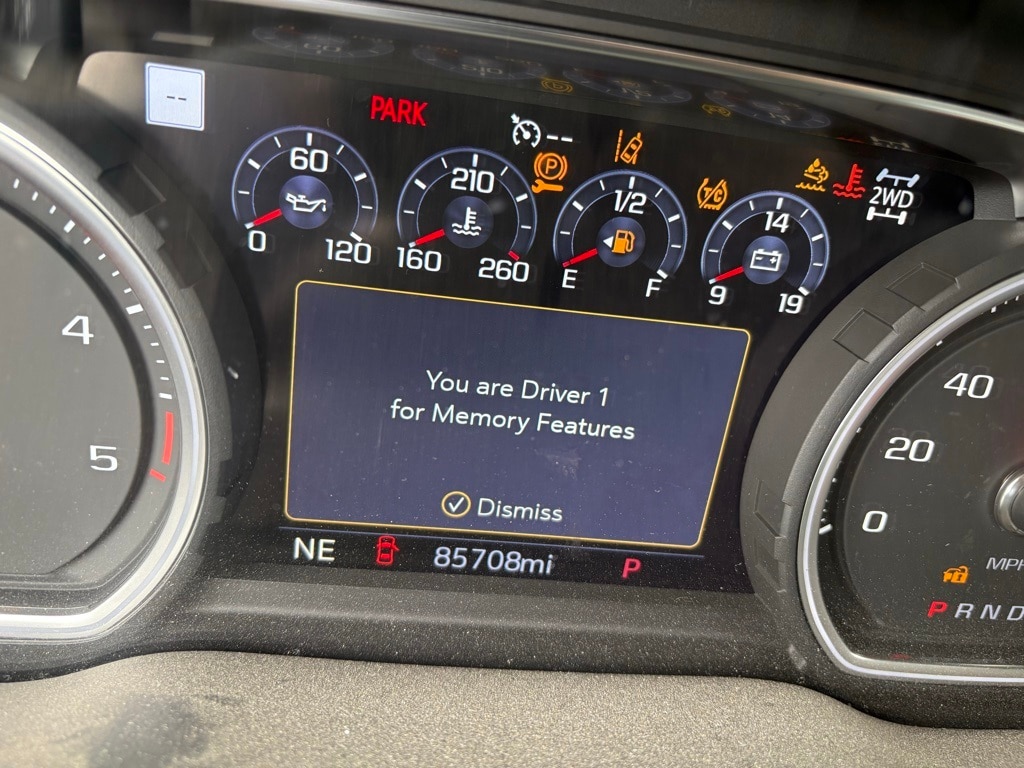 --
PARK
--
P
T/C
2WD
60
0
120
210
160
260
1/2
E
F
14
9
19
4
5
You are Driver 1
for Memory Features
Dismiss
NE
85708mi
P
40
20
0
MPH
P R N D